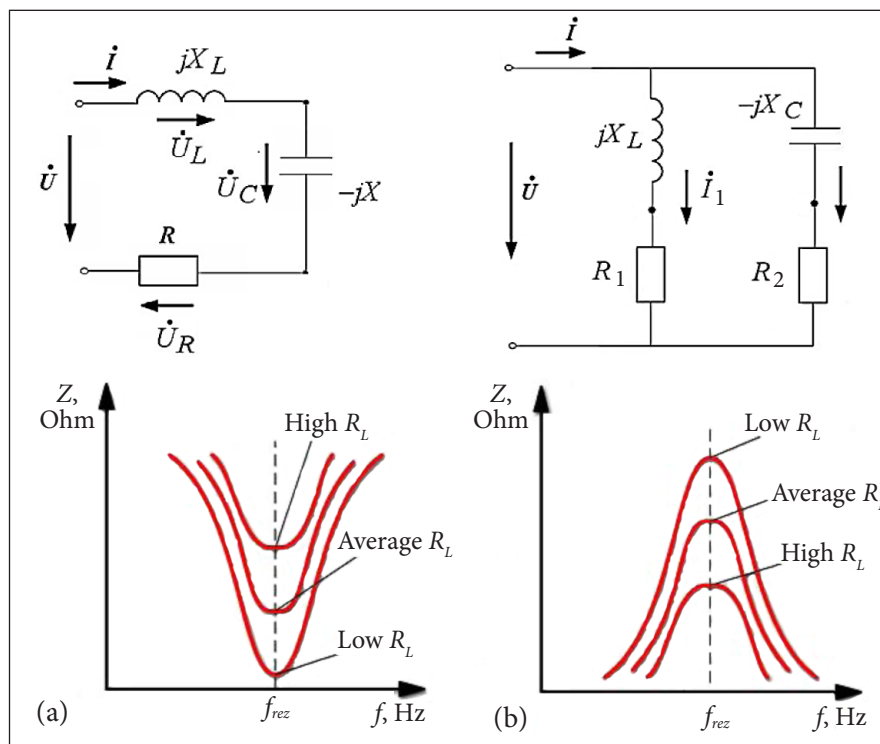 İ
jX_L
U̇_L
U̇
U̇_C
-jX
R
U̇_R
Z,
Ohm
High R_L
Average R_L
Low R_L
(a)
f_rez
f, Hz
İ
-jX_C
jX_L
İ_1
U̇
R_1
R_2
Z,
Ohm
Low R_L
Average R_L
High R_L
(b)
f_rez
f, Hz